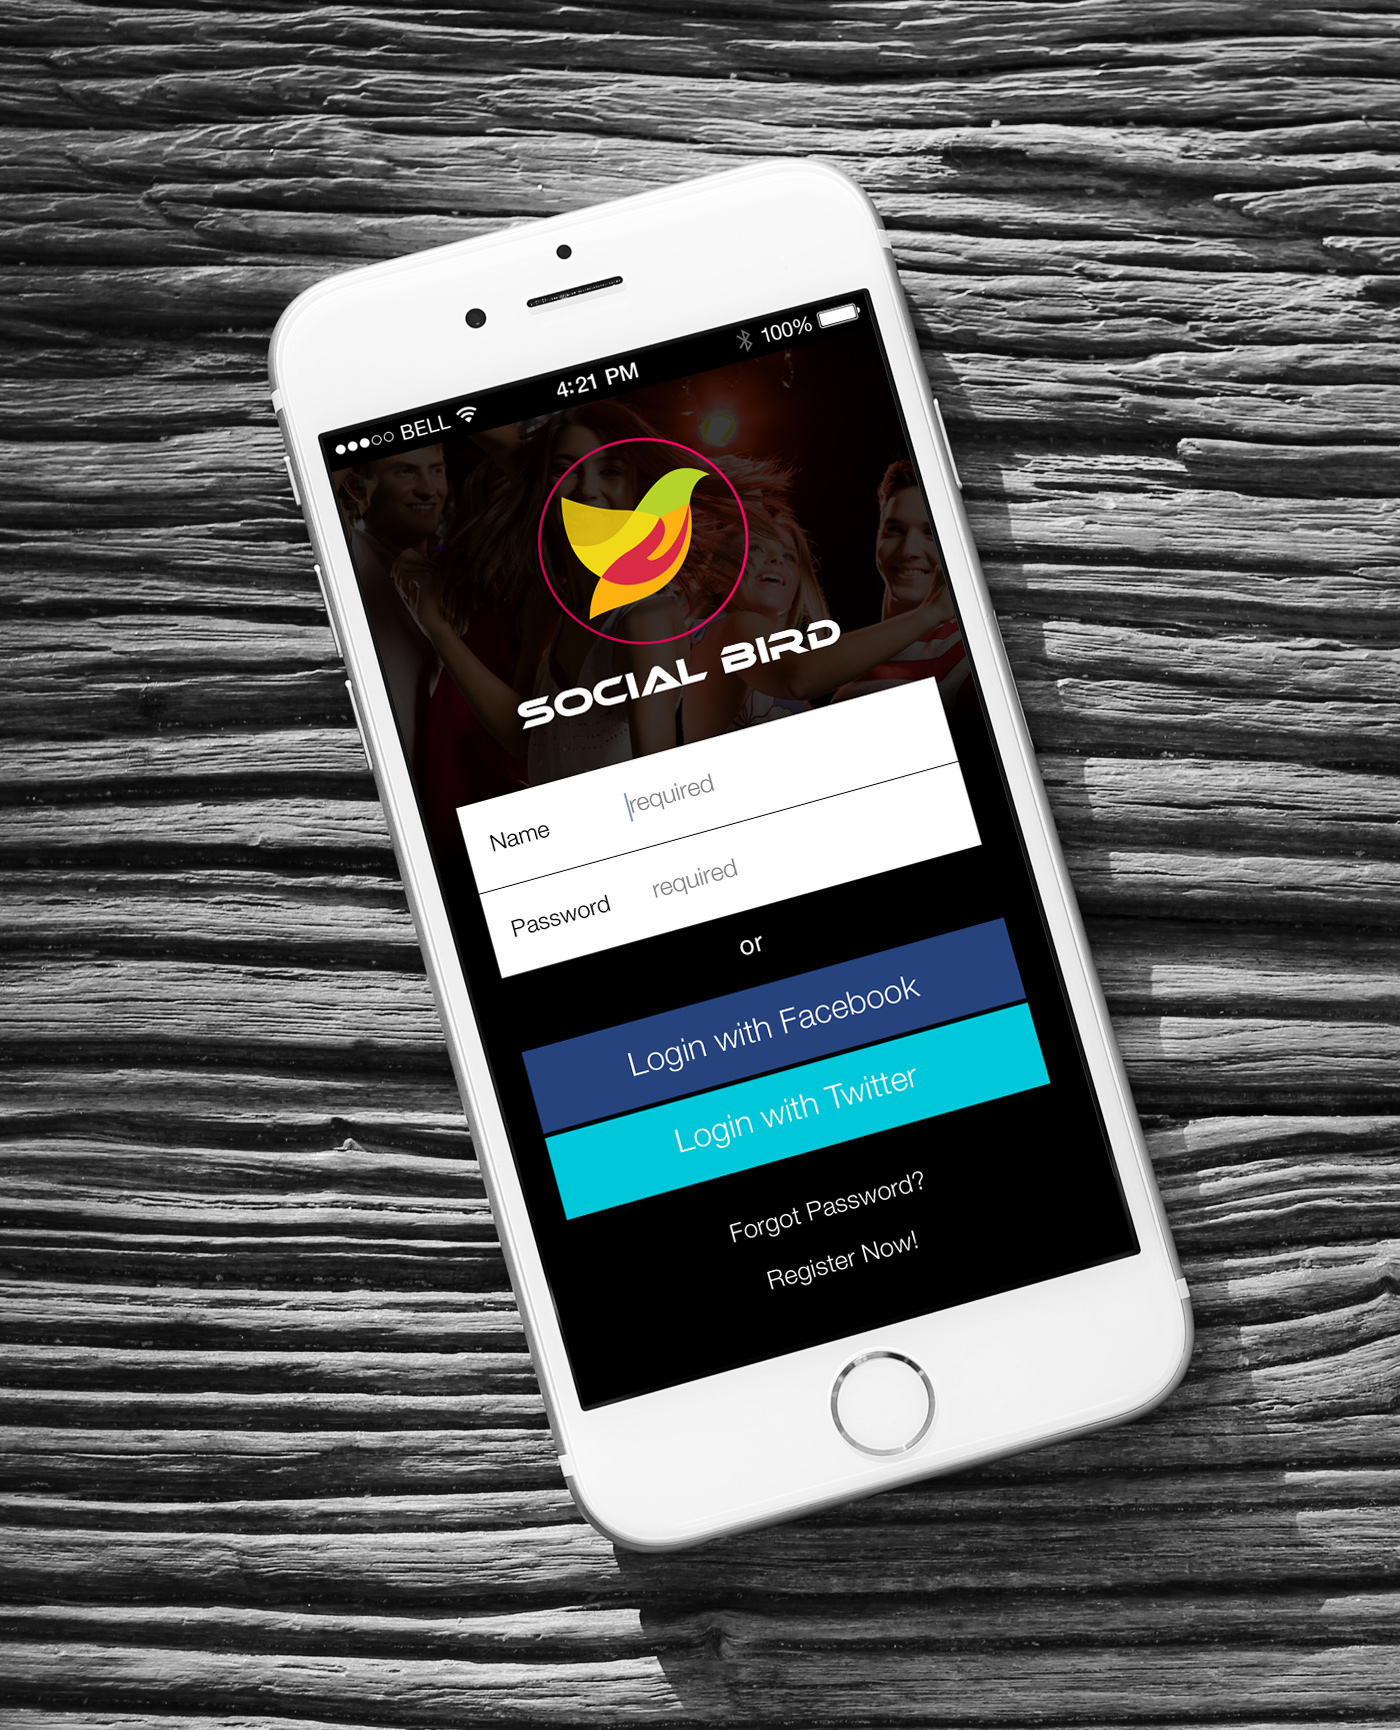 BELL 4:21 PM 100%
SOCIAL BIRD
Name required
Password required
or
Login with Facebook
Login with Twitter
Forgot Password?
Register Now!